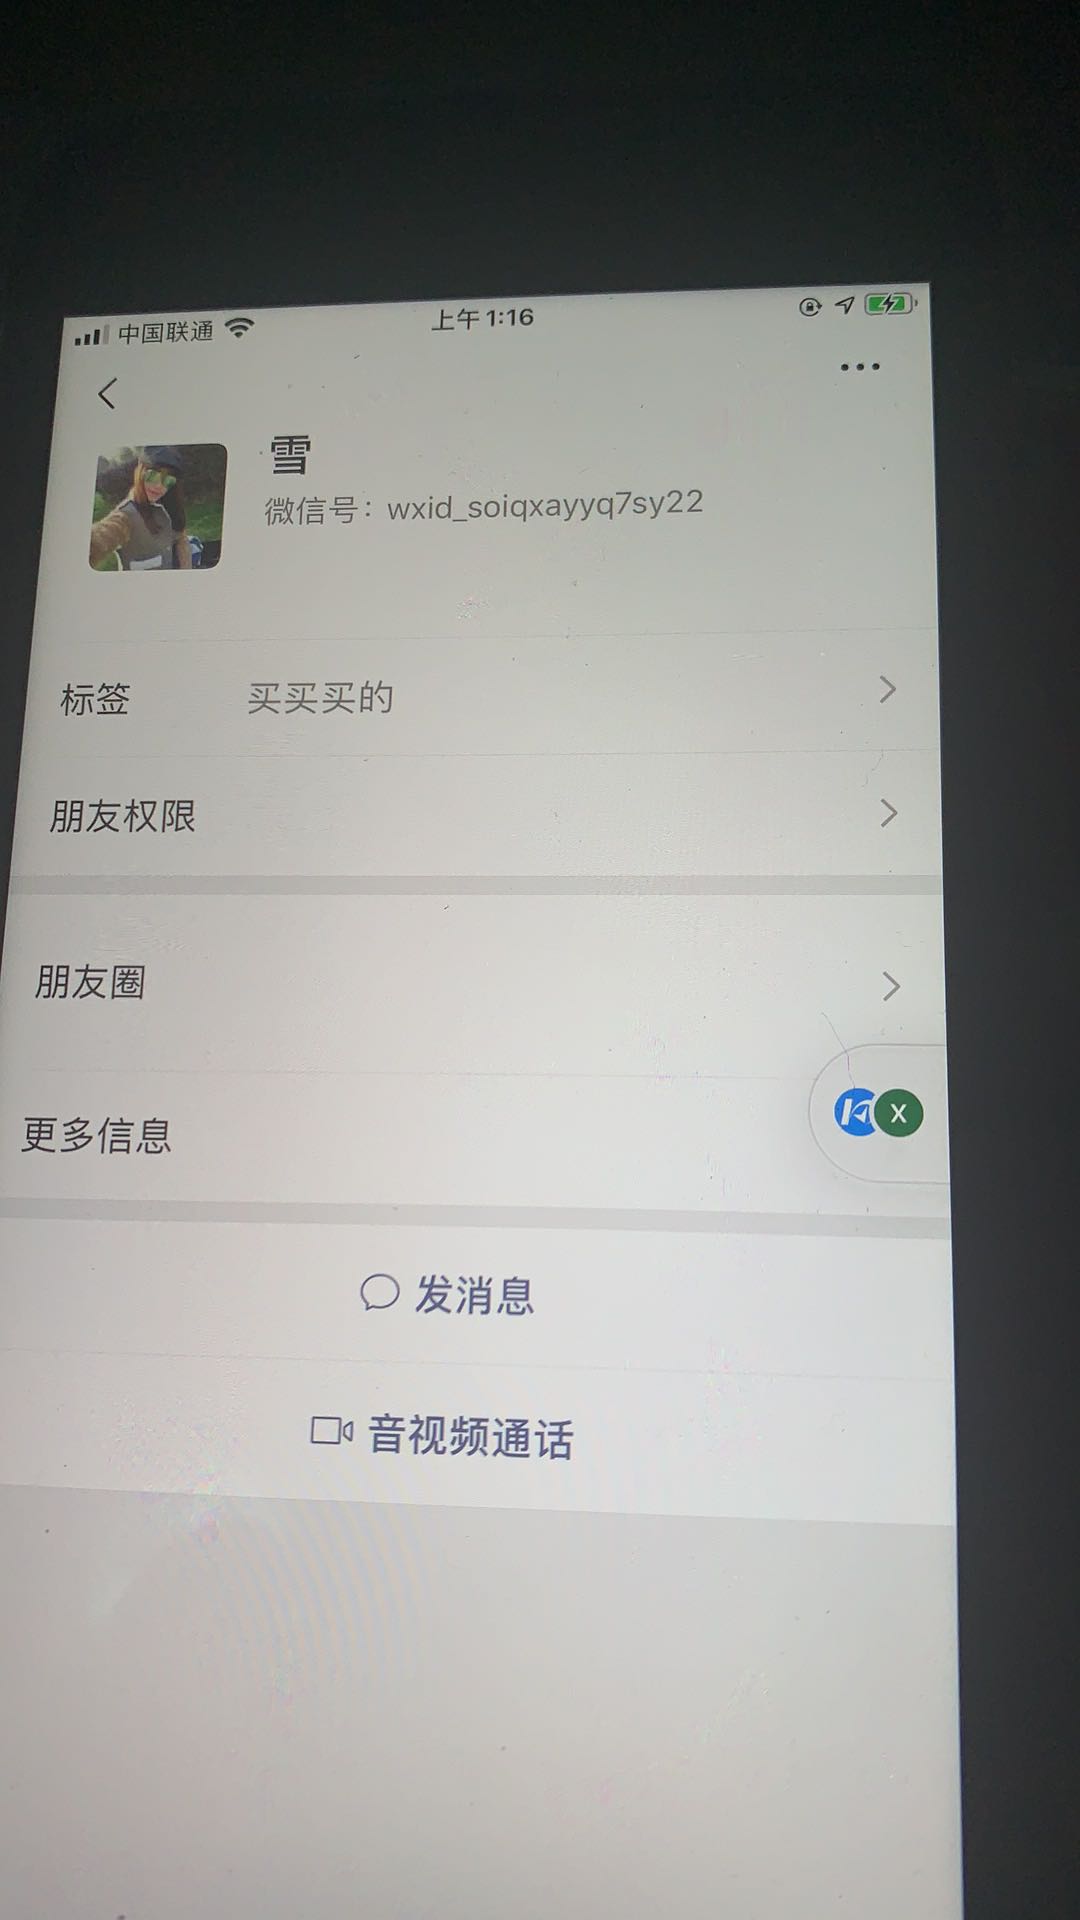 中国联通
上午1:16
雪
微信号：wxid_soiqxayyq7sy22
标签 买买买的
朋友权限
朋友圈
X
更多信息
发消息
音视频通话